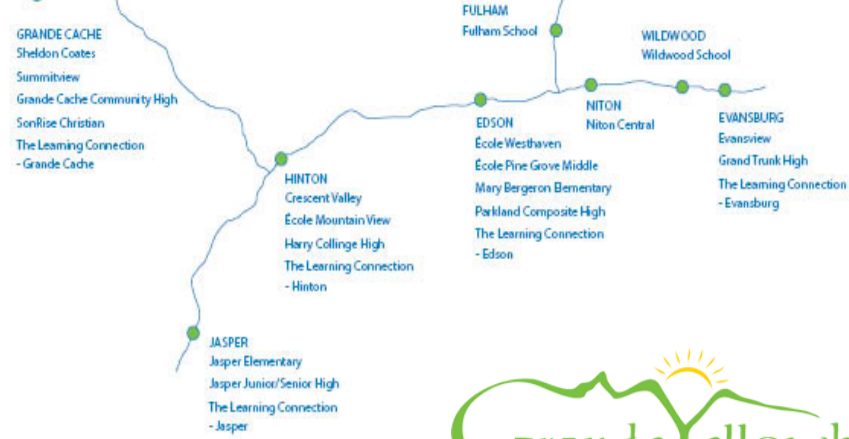 GRANDE CACHE
Sheldon Coates
Summitview
Grande Cache Community High
SonRise Christian
The Learning Connection
- Grande Cache
FULHAM
Fulham School
WILDWOOD
Wildwood School
NITON
Niton Central
EVANSBURG
Evansview
Grand Trunk High
The Learning Connection
- Evansburg
EDSON
École Westhaven
École Pine Grove Middle
Mary Bergeron Elementary
Parkland Composite High
The Learning Connection
- Edson
HINTON
Crescent Valley
École Mountain View
Harry Collinge High
The Learning Connection
- Hinton
JASPER
Jasper Elementary
Jasper Junior/Senior High
The Learning Connection
- Jasper